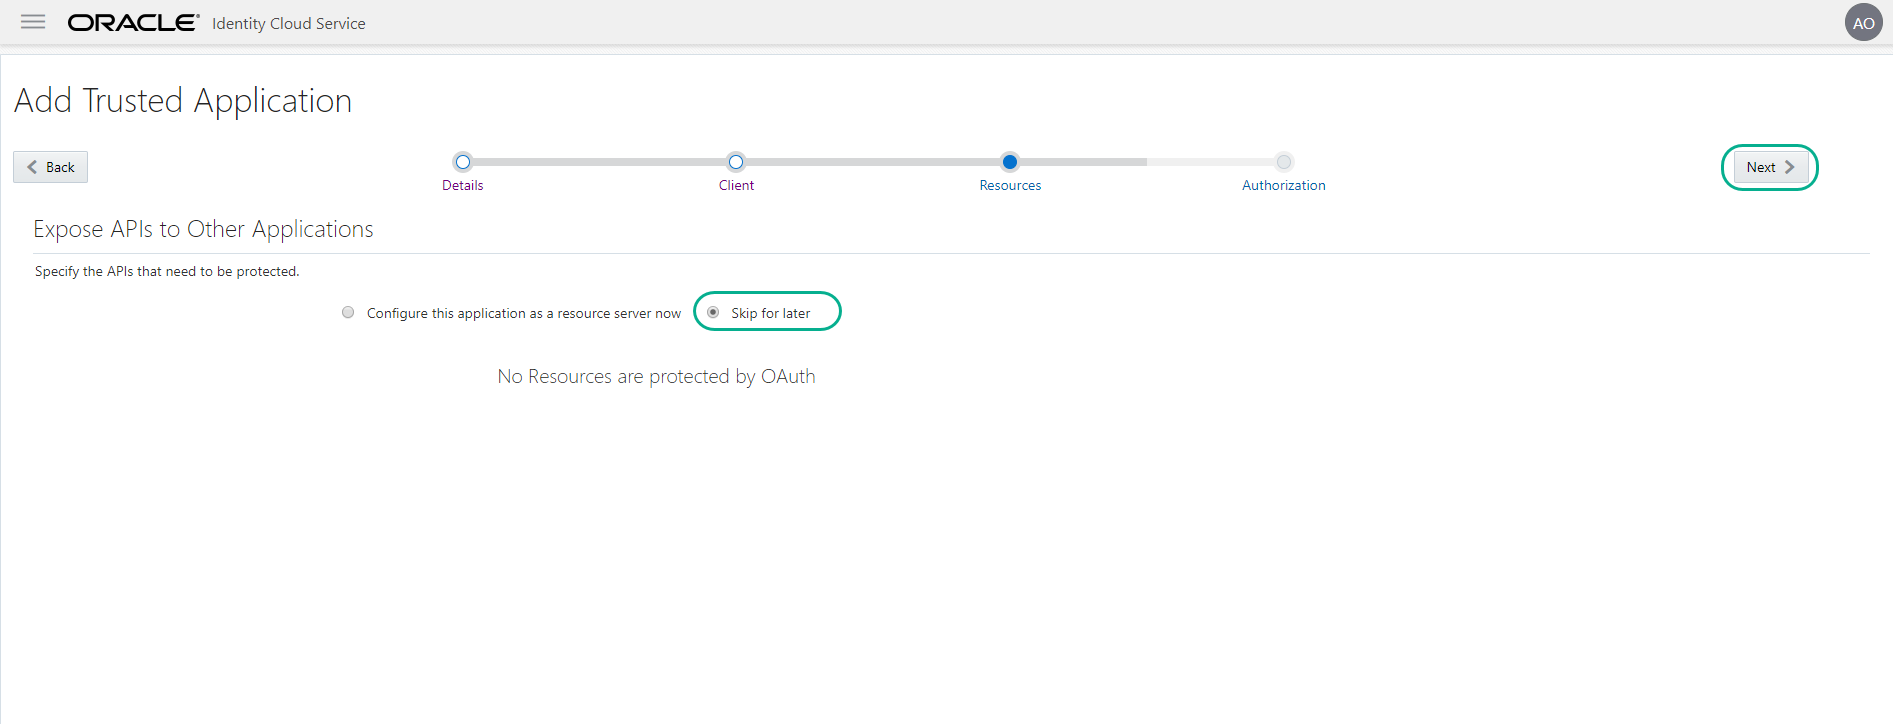 ORACLE® Identity Cloud Service
AO
Add Trusted Application
Back
Details
Client
Resources
Authorization
Next
Expose APIs to Other Applications
Specify the APIs that need to be protected.
Configure this application as a resource server now
Skip for later
No Resources are protected by OAuth